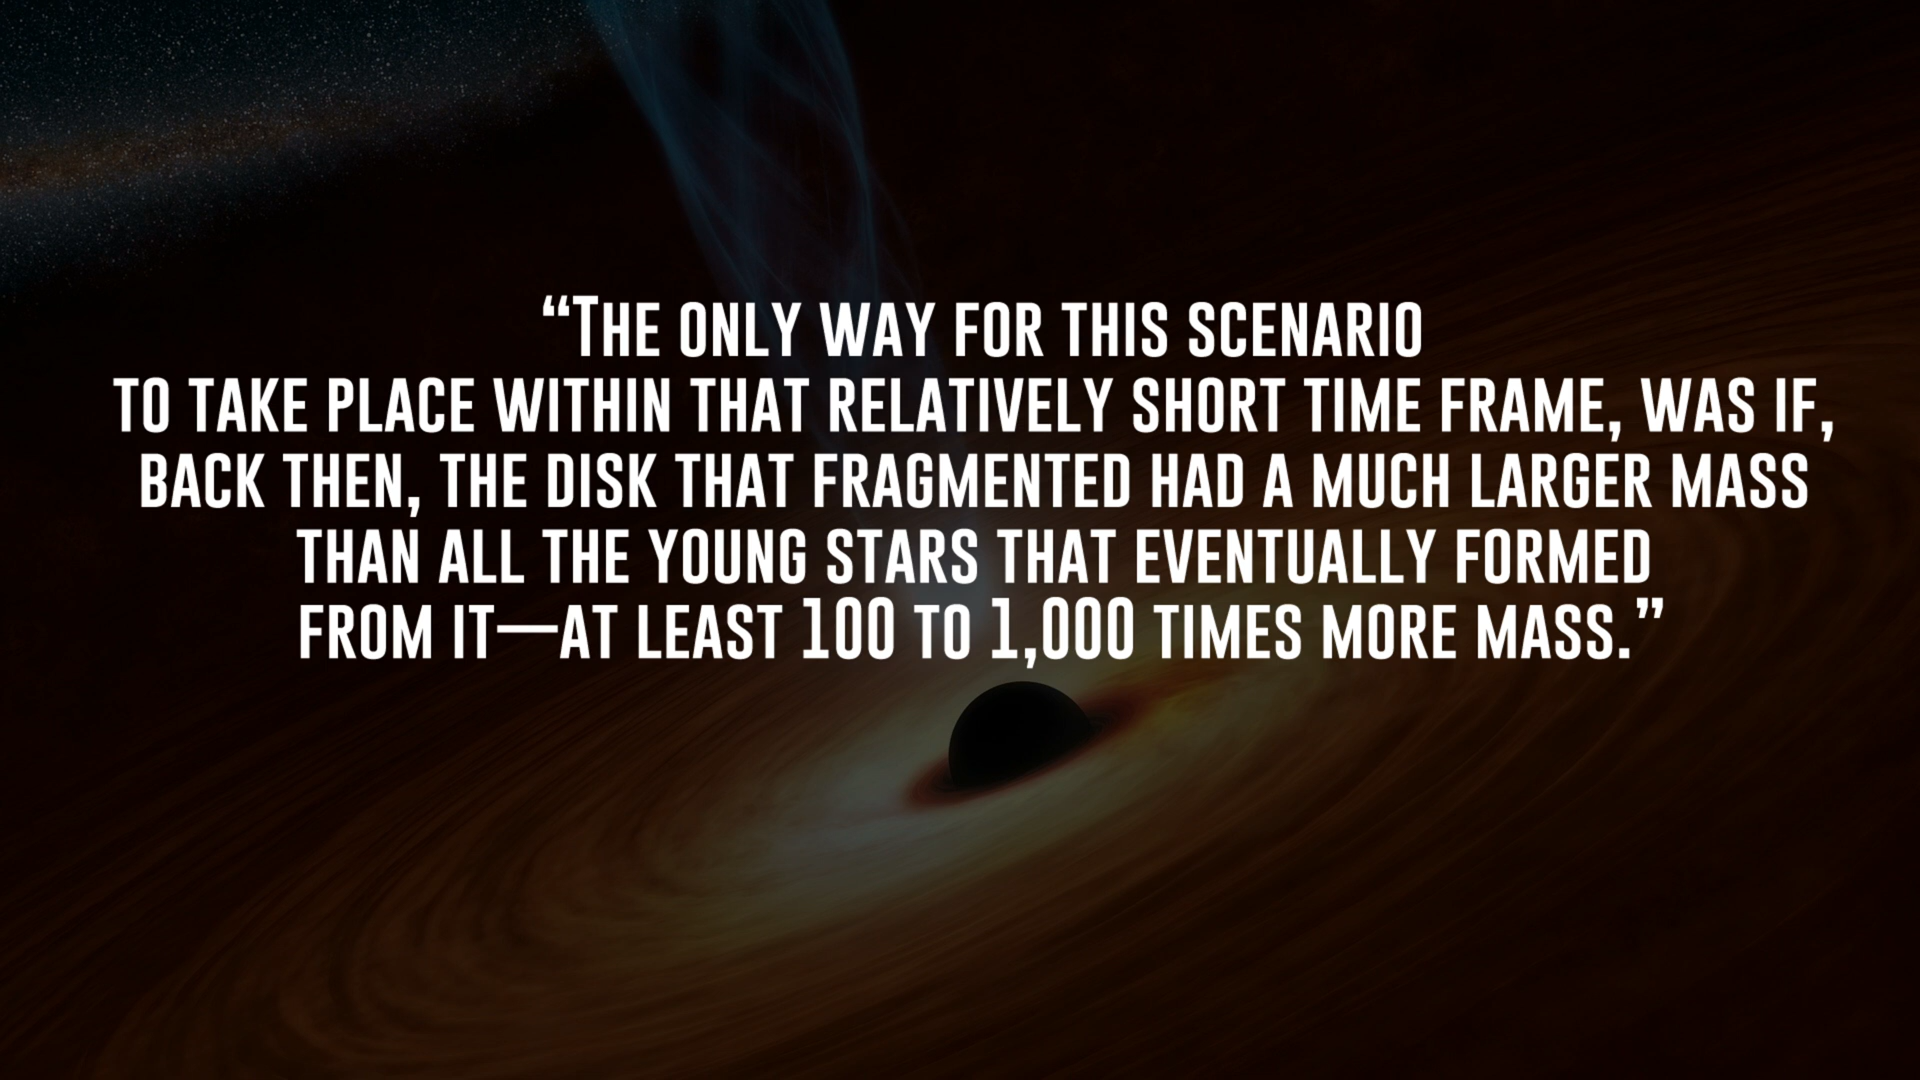 “The only way for this scenario
to take place within that relatively short time frame, was if,
back then, the disk that fragmented had a much larger mass
than all the young stars that eventually formed
from it—at least 100 to 1,000 times more mass.”